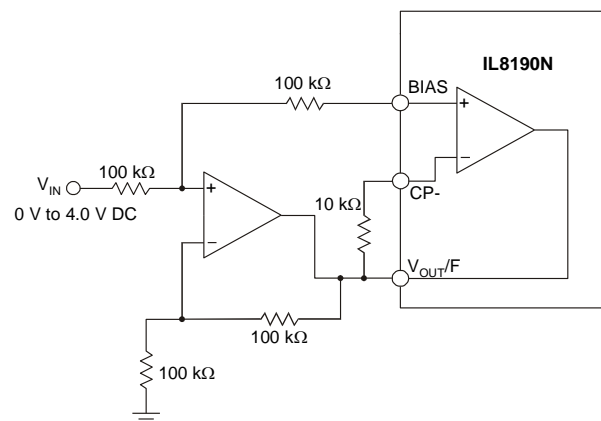 IL8190N
100 kΩ
BIAS
+
−
100 kΩ
V_IN
0 V to 4.0 V DC
+
−
10 kΩ
CP-
V_OUT/F
100 kΩ
100 kΩ